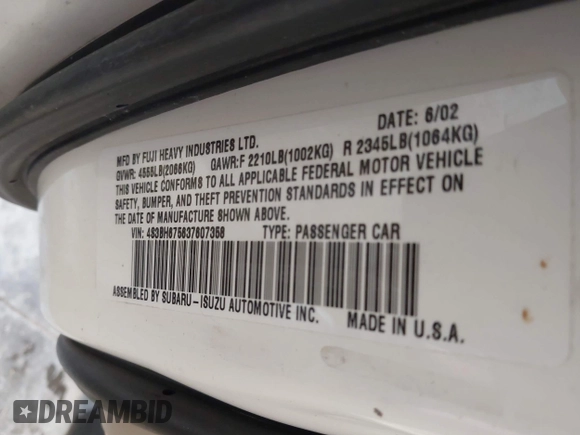 DATE: 6/02
MFD BY FUJI HEAVY INDUSTRIES LTD.
GVWR: 4555LB(2066KG) GAWR:F 2210LB(1002KG) R 2345LB(1064KG)
THIS VEHICLE CONFORMS TO ALL APPLICABLE FEDERAL MOTOR VEHICLE
SAFETY, BUMPER, AND THEFT PREVENTION STANDARDS IN EFFECT ON
THE DATE OF MANUFACTURE SHOWN ABOVE.
VIN: 4S3BH675637607358 TYPE: PASSENGER CAR
ASSEMBLED BY SUBARU-ISUZU AUTOMOTIVE INC. MADE IN U.S.A.
DREAMBID